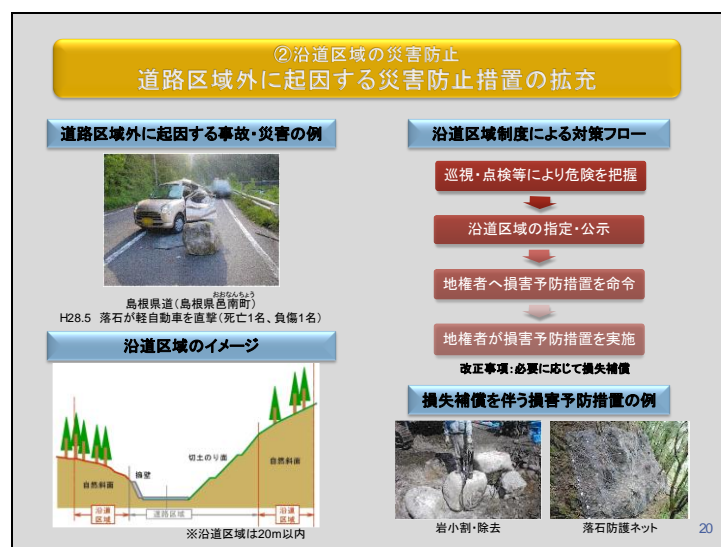 ②沿道区域の災害防止
道路区域外に起因する災害防止措置の拡充
道路区域外に起因する事故・災害の例
おおなんちょう
島根県道(島根県邑南町)
H28.5 落石が軽自動車を直撃(死亡1名、負傷1名)
沿道区域のイメージ
切土のり面
擁壁
自然斜面
自然斜面
沿道
区域
道路区域
沿道
区域
※沿道区域は20m以内
沿道区域制度による対策フロー
巡視・点検等により危険を把握
沿道区域の指定・公示
地権者へ損害予防措置を命令
地権者が損害予防措置を実施
改正事項：必要に応じて損失補償
損失補償を伴う損害予防措置の例
岩小割・除去
落石防護ネット
20